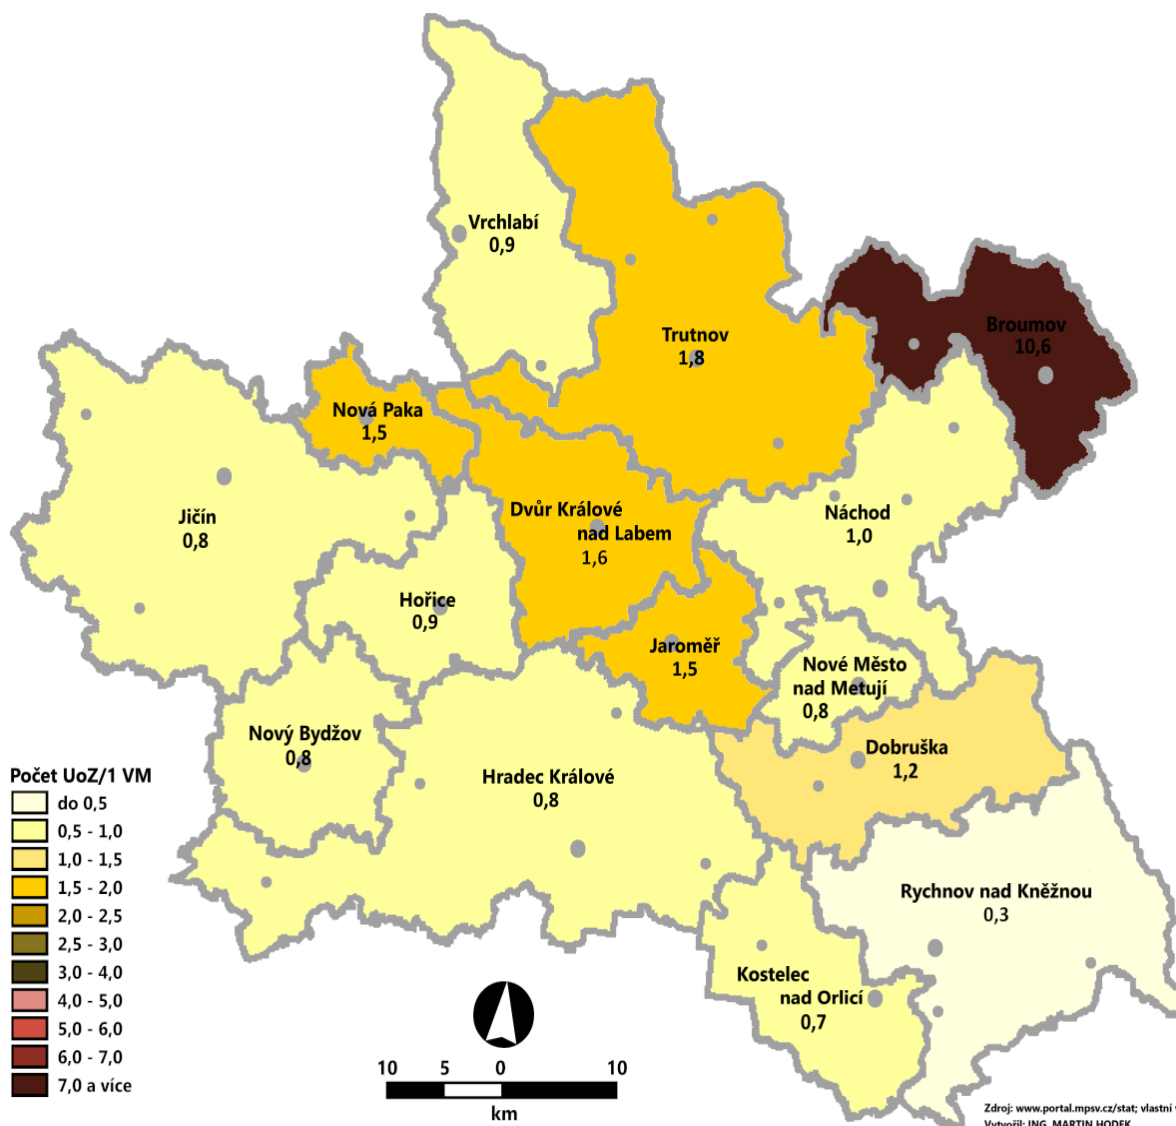 Vrchlabí
0,9
Trutnov
1,8
Broumov
10,6
Nová Paka
1,5
Jičín
0,8
Dvůr Králové
nad Labem
1,6
Náchod
1,0
Hořice
0,9
Jaroměř
1,5
Nové Město
nad Metují
0,8
Nový Bydžov
0,8
Hradec Králové
0,8
Dobruška
1,2
Rychnov nad Kněžnou
0,3
Kostelec
nad Orlicí
0,7
Počet UoZ/1 VM
do 0,5
0,5 - 1,0
1,0 - 1,5
1,5 - 2,0
2,0 - 2,5
2,5 - 3,0
3,0 - 4,0
4,0 - 5,0
5,0 - 6,0
6,0 - 7,0
7,0 a více
10 5 0 10
km
Zdroj: www.portal.mpsv.cz/stat; vlastní
Vytvořil: ING. MARTIN HODEK